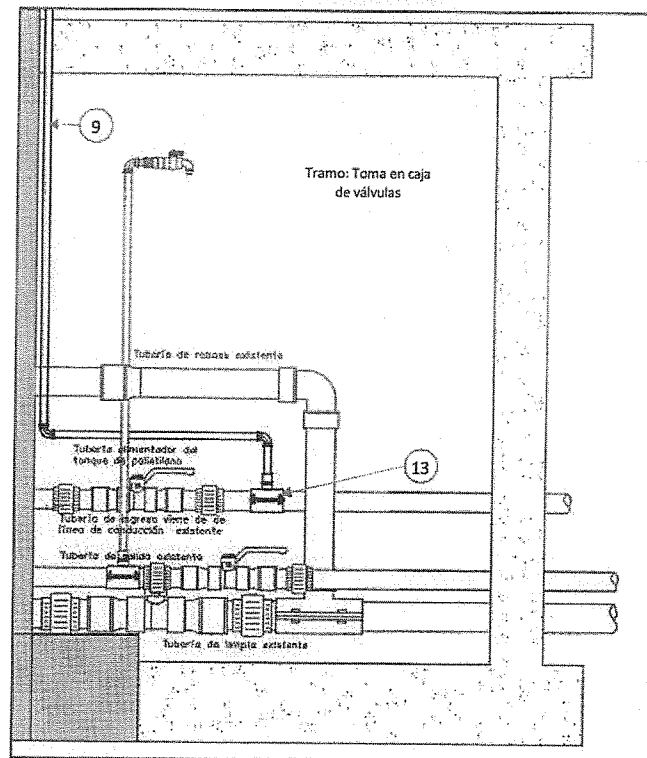 9
Tramo: Toma en caja
de válvulas
Tubería de rebose existente
Tubería alimentador del
tanque de polietileno
13
Tubería de ingreso viene de de
línea de conducción existente
Tubería de salida existente
Tubería de limpia existente